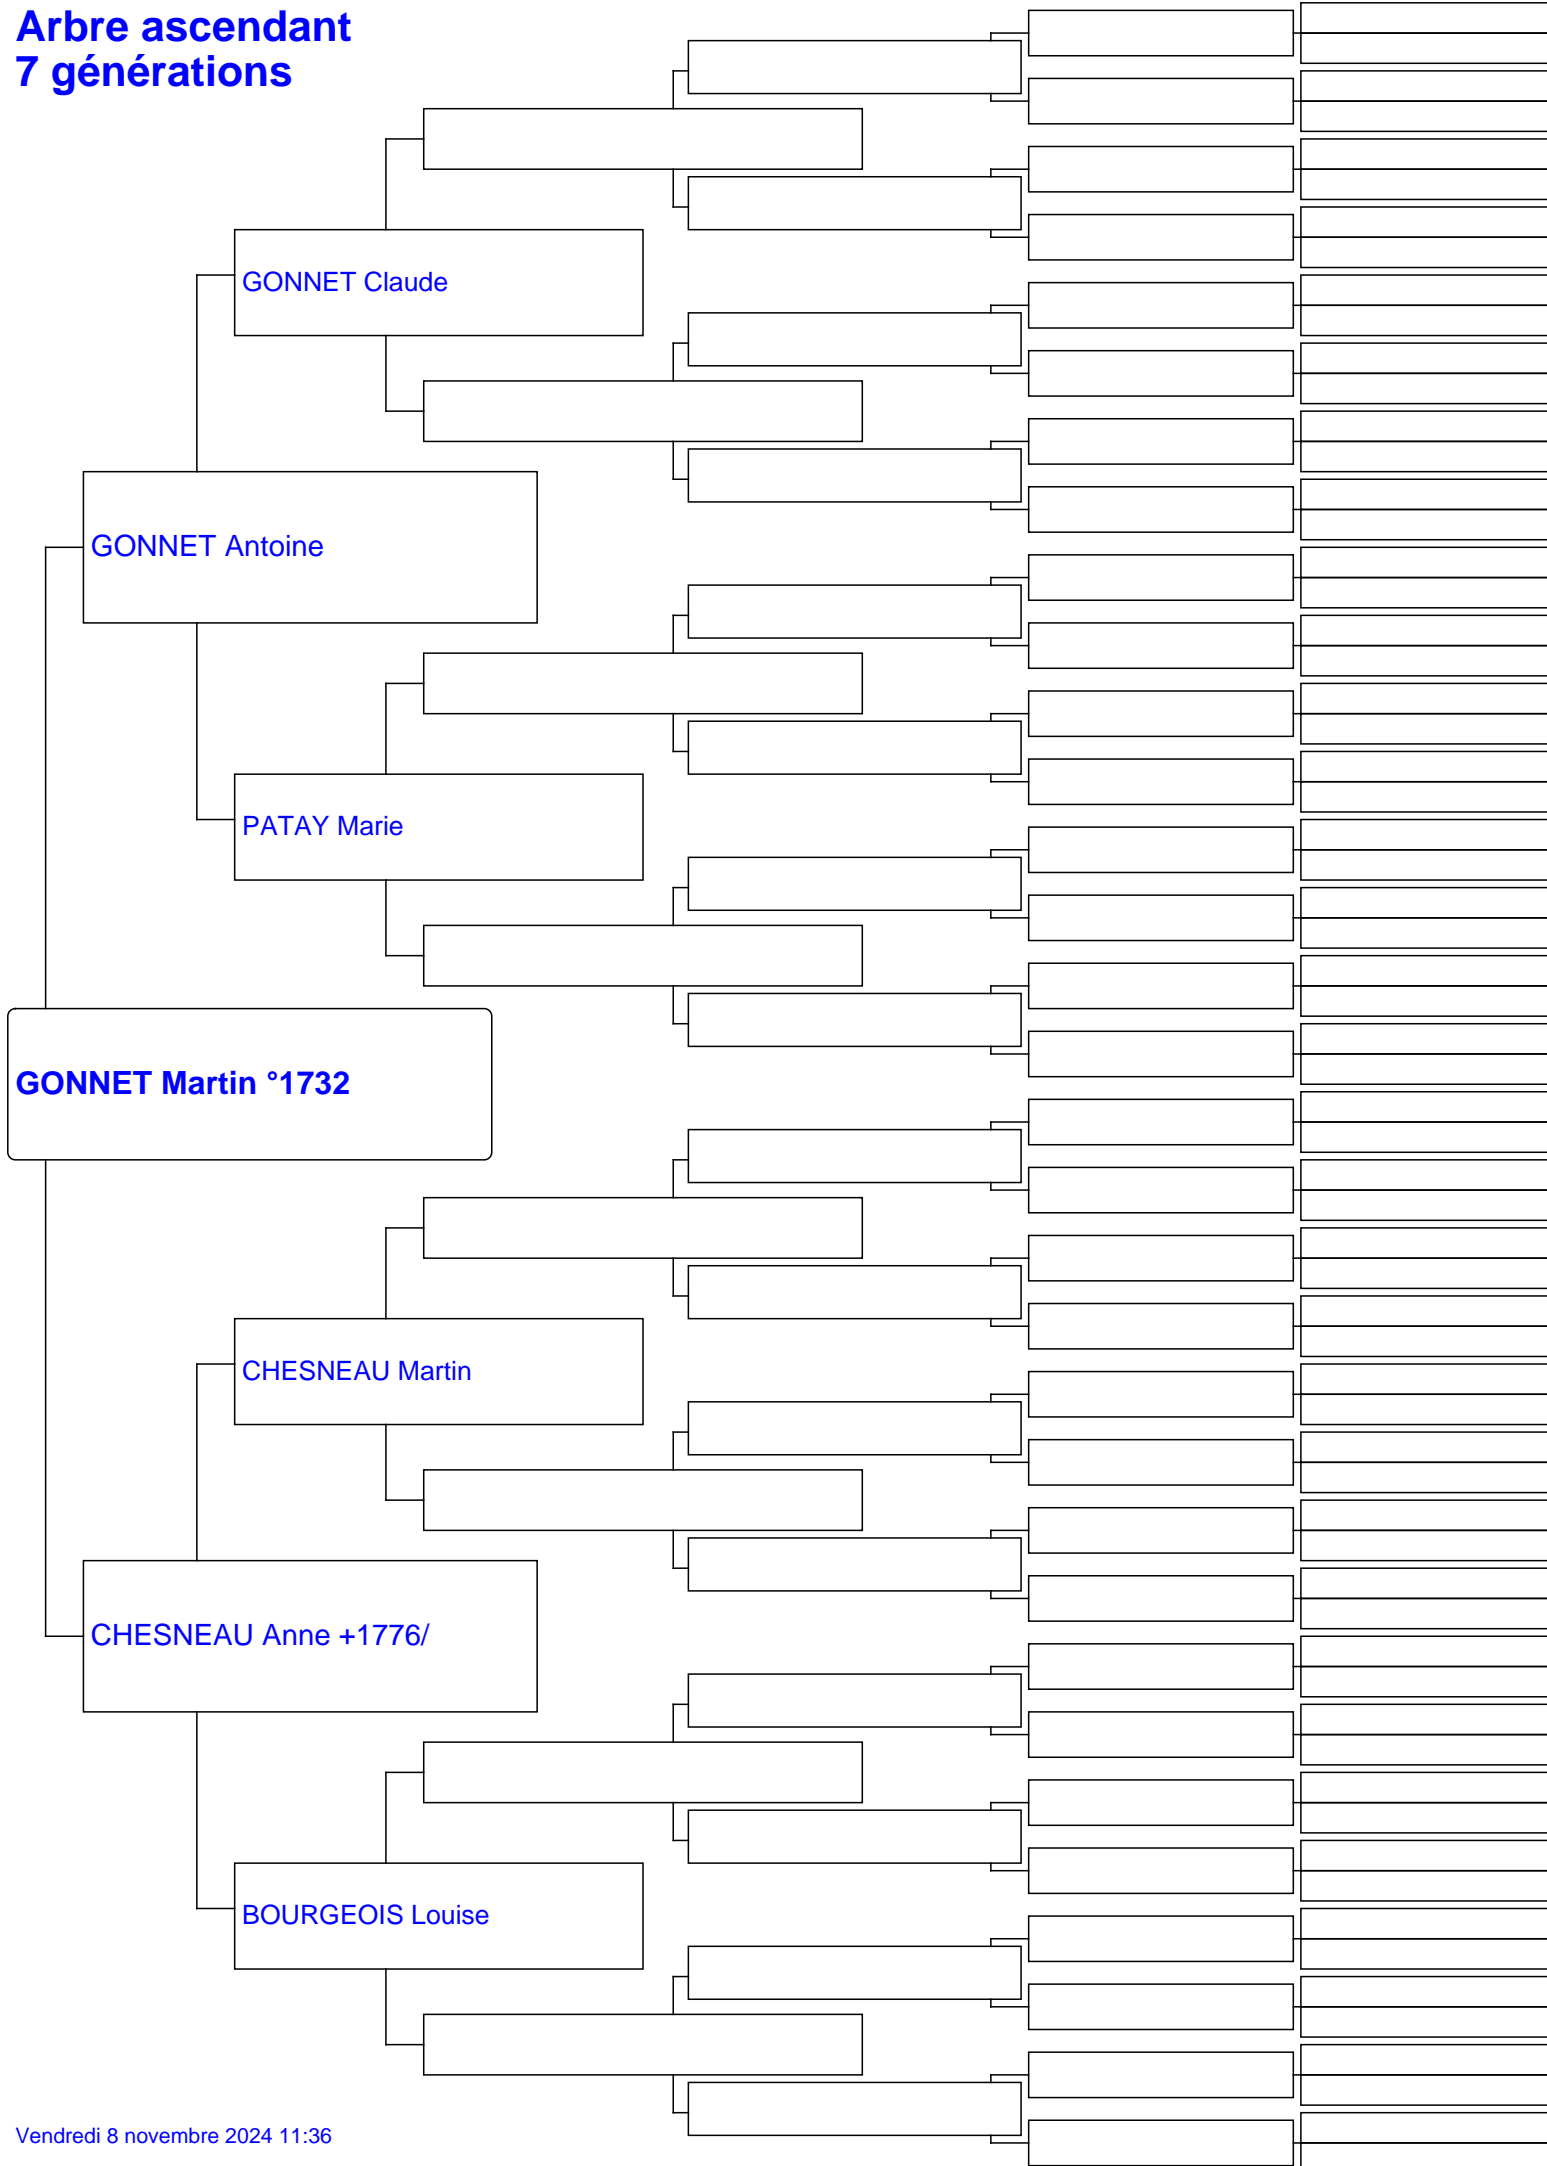 Arbre ascendant
7 générations
GONNET Claude
GONNET Antoine
PATAY Marie
GONNET Martin °1732
CHESNEAU Martin
CHESNEAU Anne +1776/
BOURGEOIS Louise
Vendredi 8 novembre 2024 11:36